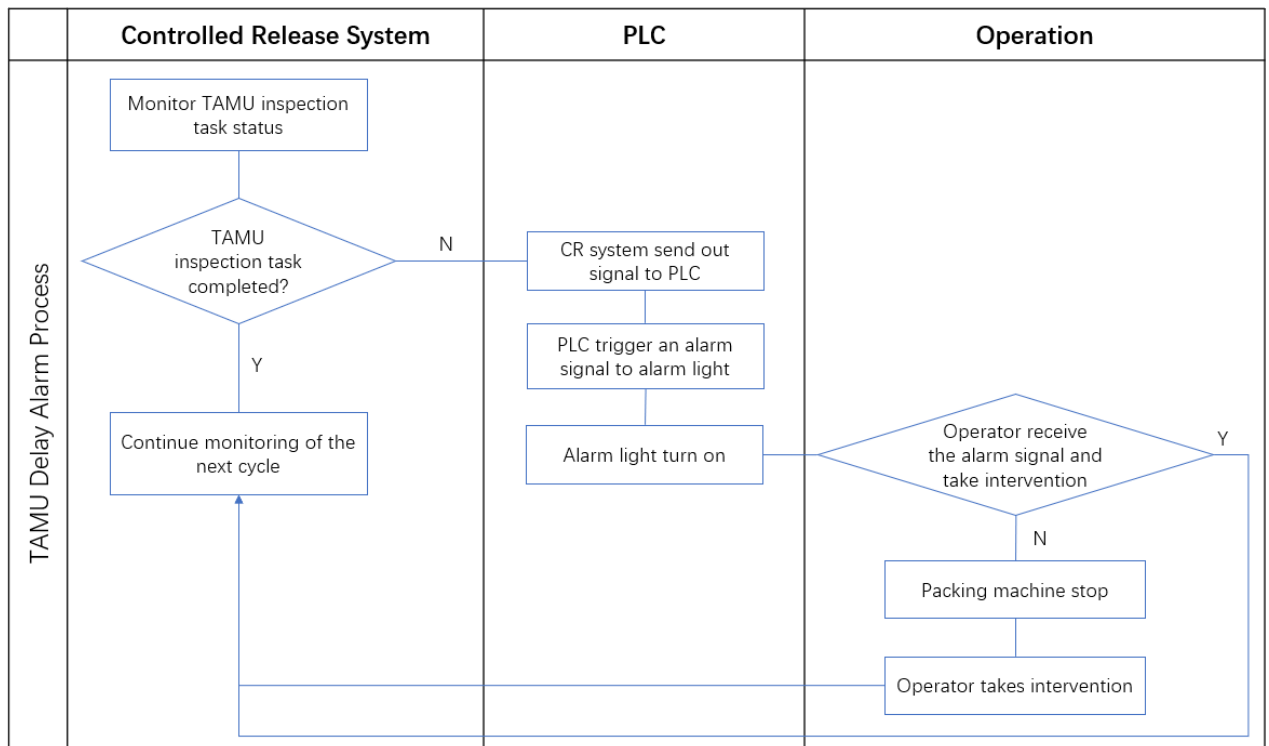 Controlled Release System
PLC
Operation
TAMU Delay Alarm Process
Monitor TAMU inspection
task status
TAMU
inspection task
completed?
N
Y
Continue monitoring of the
next cycle
CR system send out
signal to PLC
PLC trigger an alarm
signal to alarm light
Alarm light turn on
Operator receive
the alarm signal and
take intervention
Y
N
Packing machine stop
Operator takes intervention